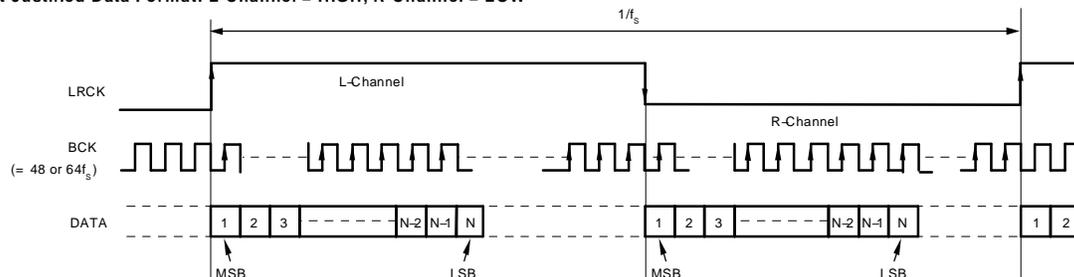 t Justified Data Format: L-Channel = HIGH, R-Channel = LOW
1/fs
L-Channel
LRCK
R-Channel
BCK
(= 48 or 64fs)
DATA 1 2 3 N–2 N–1 N 1 2 3 N–2 N–1 N 1 2
MSB LSB MSB LSB